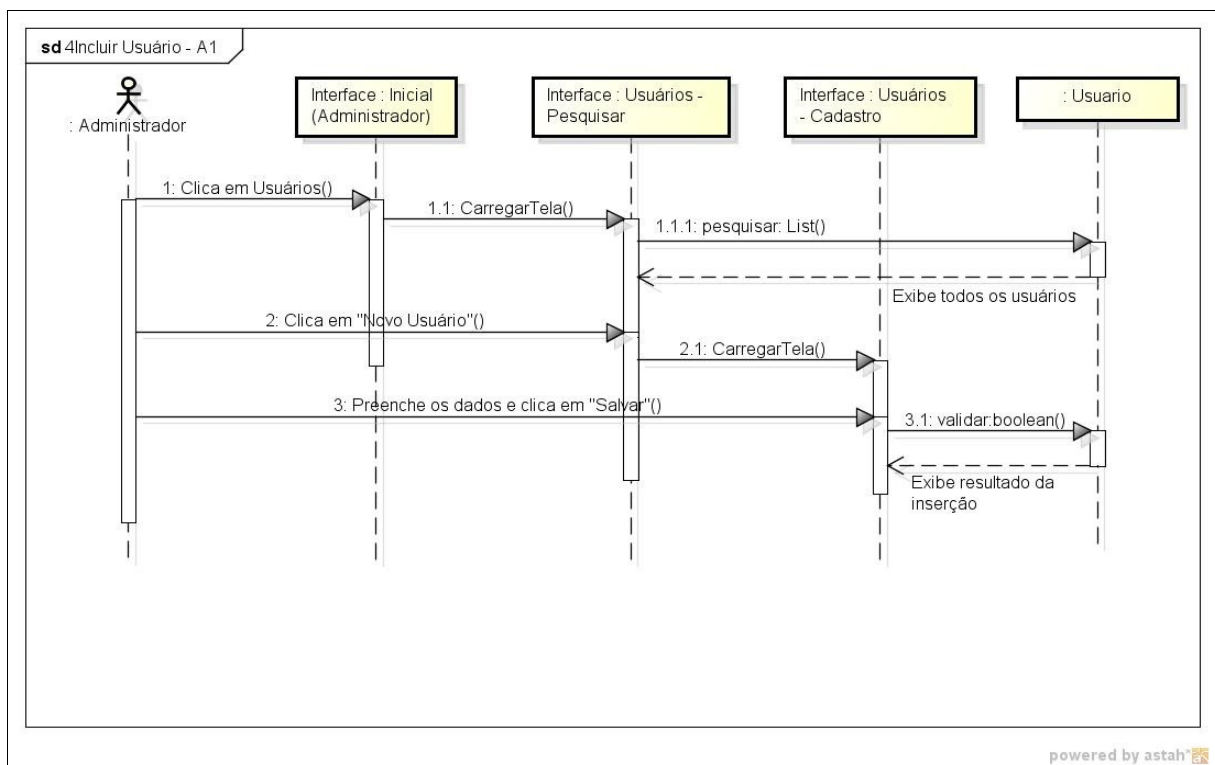 sd 4Incluir Usuário - A1
: Administrador
Interface : Inicial
(Administrador)
Interface : Usuários -
Pesquisar
Interface : Usuários
- Cadastro
: Usuario
1: Clica em Usuários()
1.1: CarregarTela()
1.1.1: pesquisar: List()
Exibe todos os usuários
2: Clica em "Novo Usuário"()
2.1: CarregarTela()
3: Preenche os dados e clica em "Salvar"()
3.1: validar:boolean()
Exibe resultado da
inserção
powered by astah*